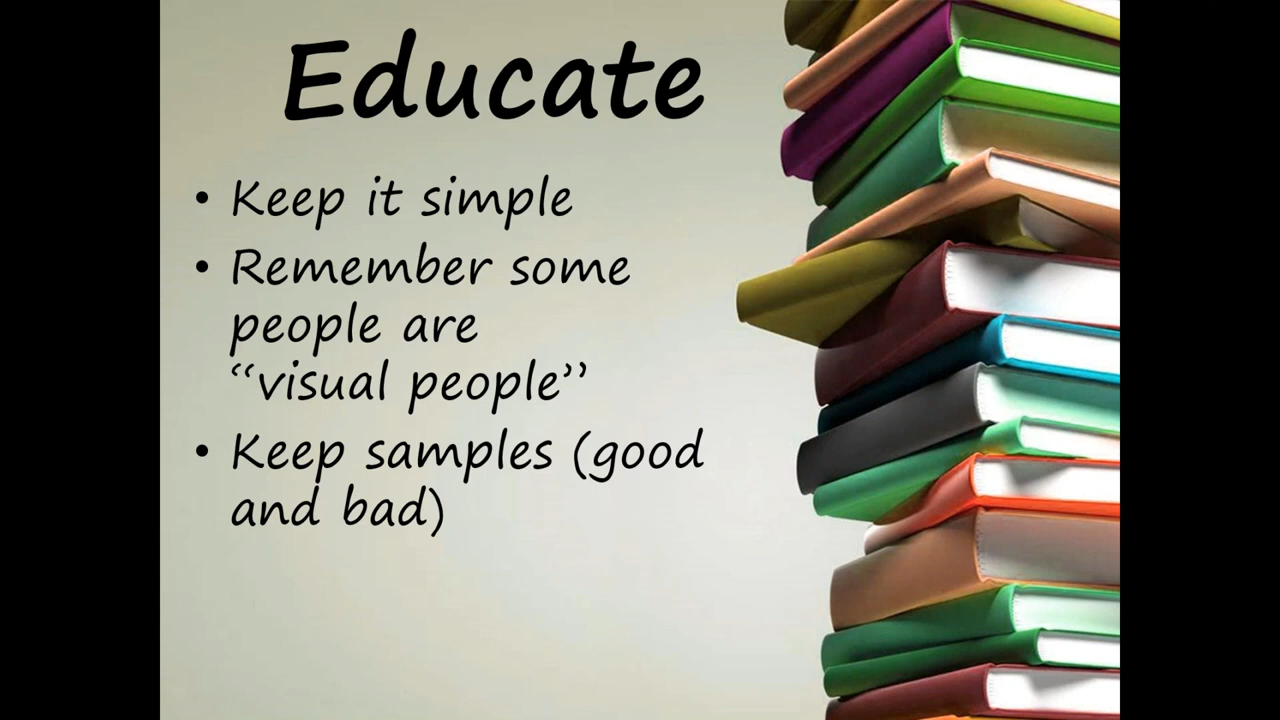 Educate
• Keep it simple
• Remember some
people are
“visual people”
• Keep samples (good
and bad)